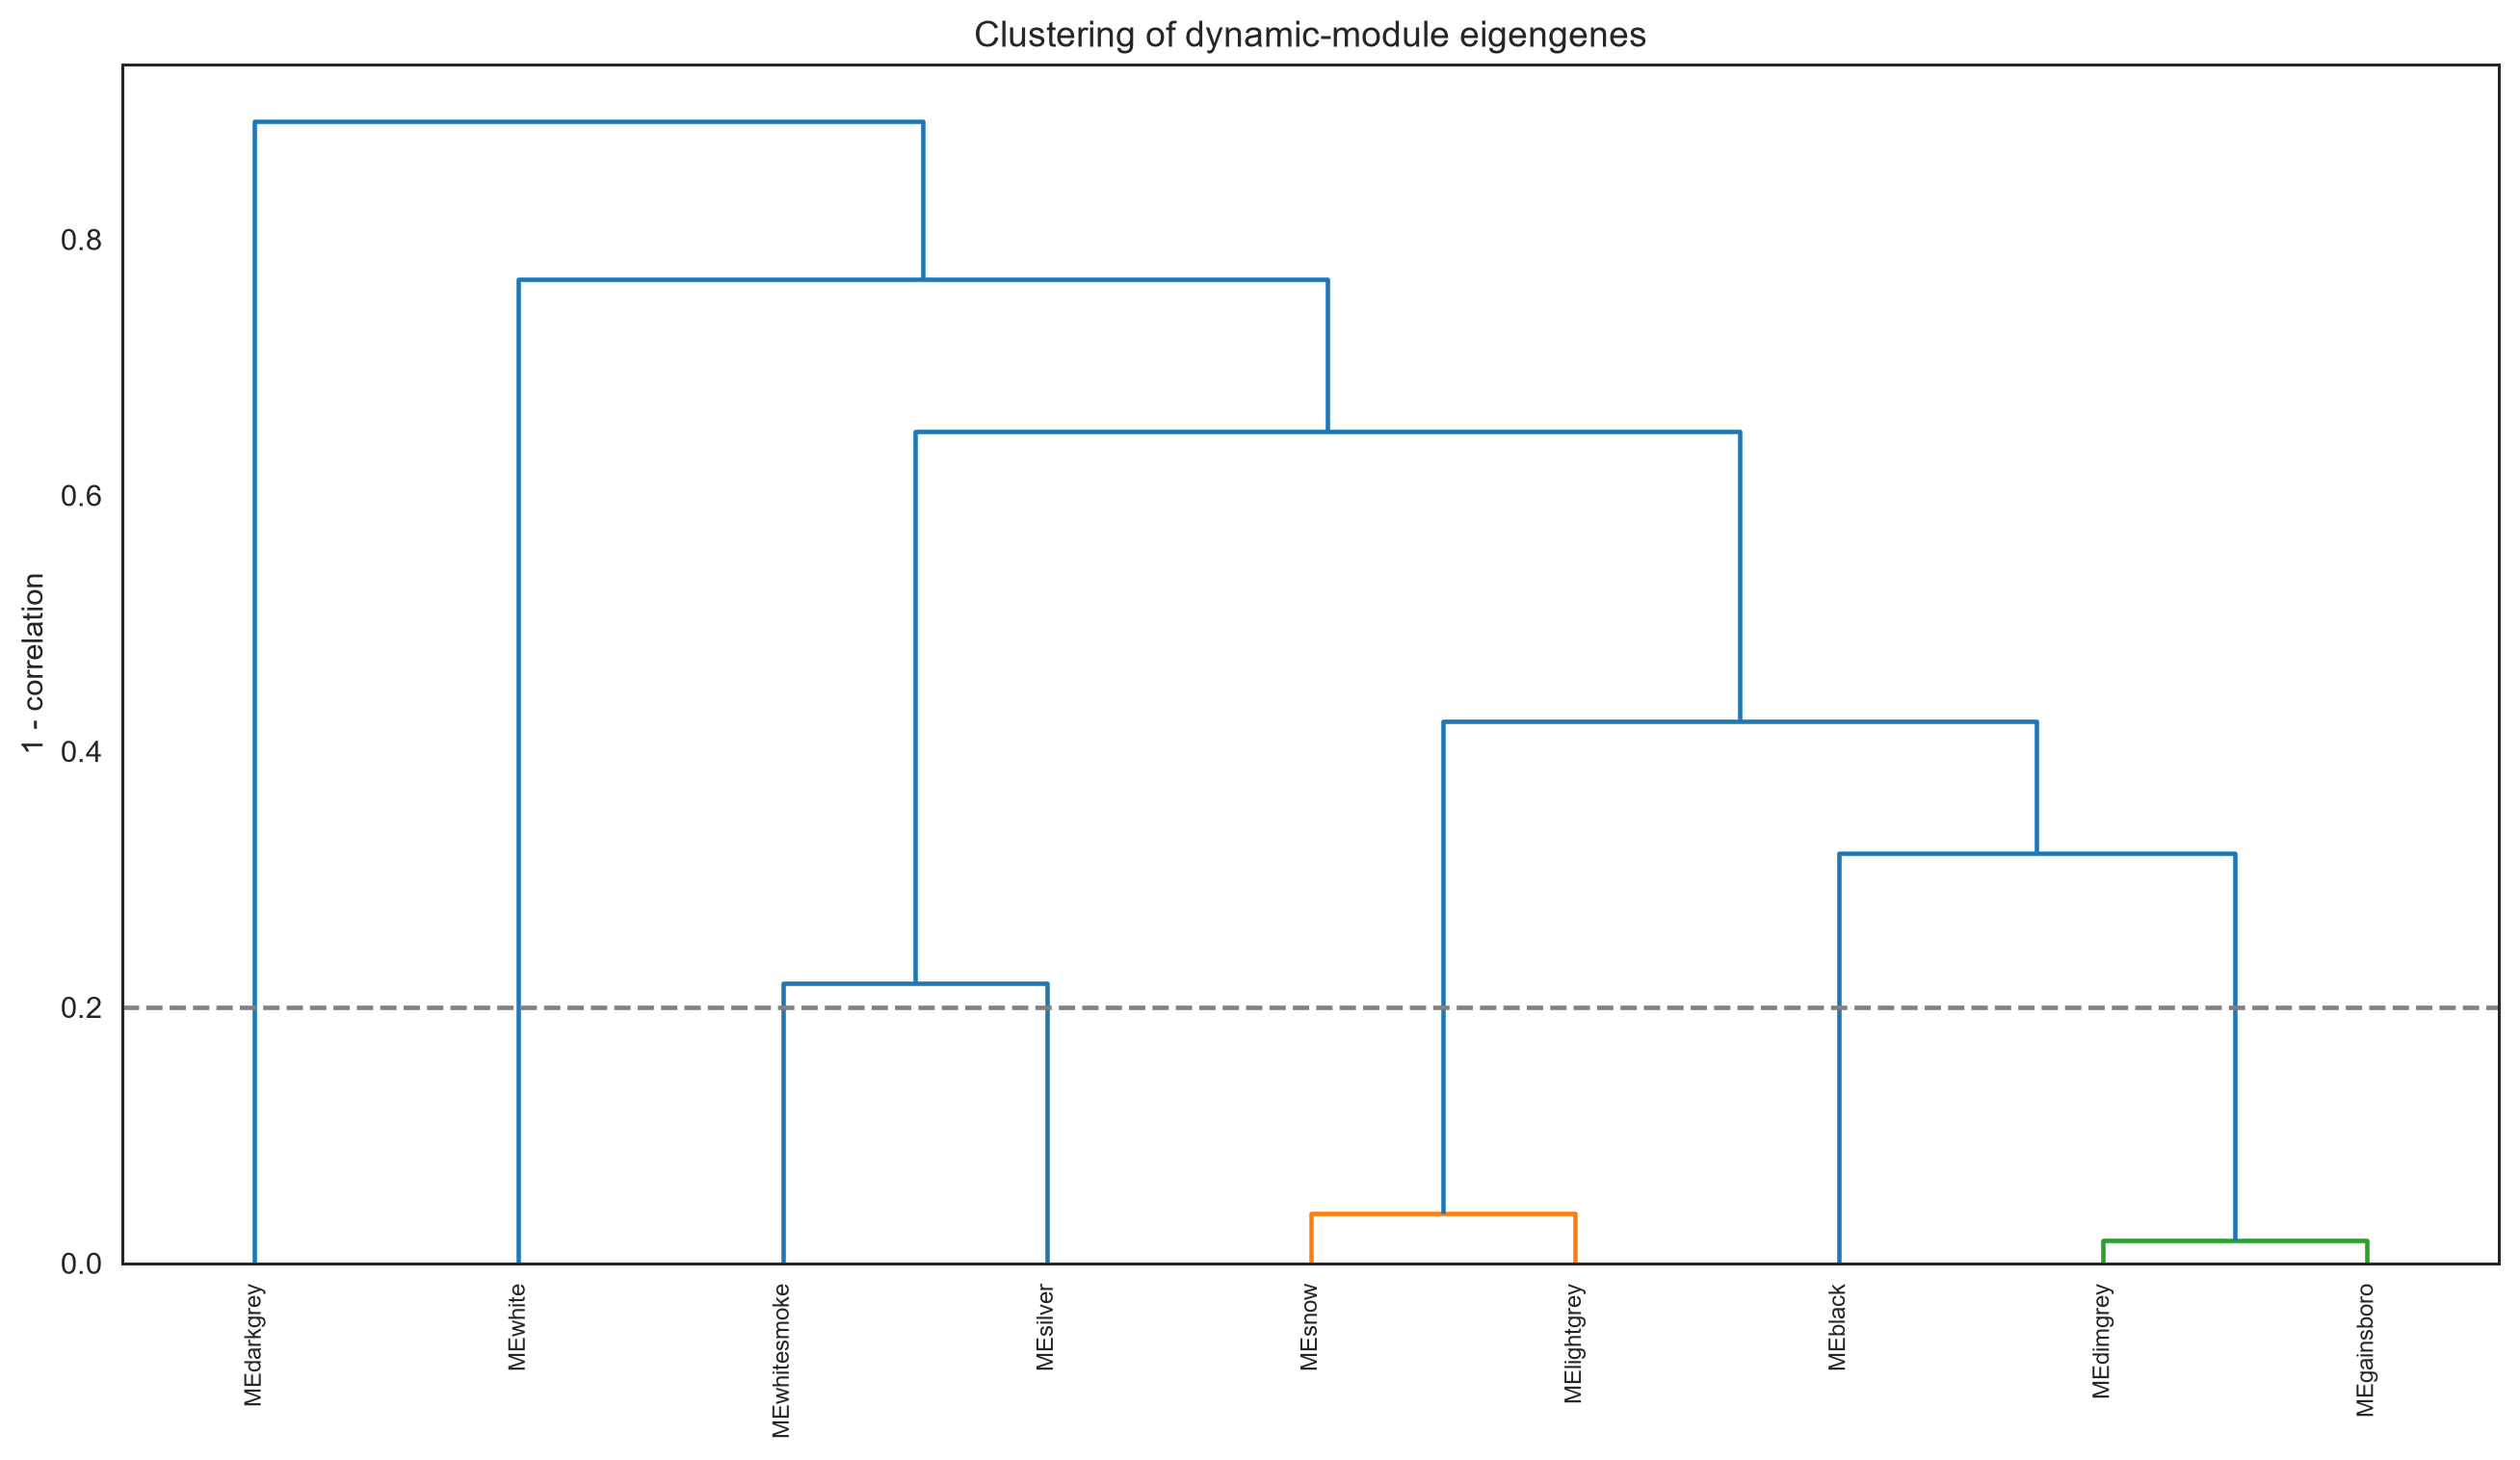 Clustering of dynamic-module eigengenes
1 - correlation
0.8
0.6
0.4
0.2
0.0
MEdarkgrey
MEwhite
MEwhitesmoke
MEsilver
MEsnow
MElightgrey
MEblack
MEdimgrey
MEgainsboro